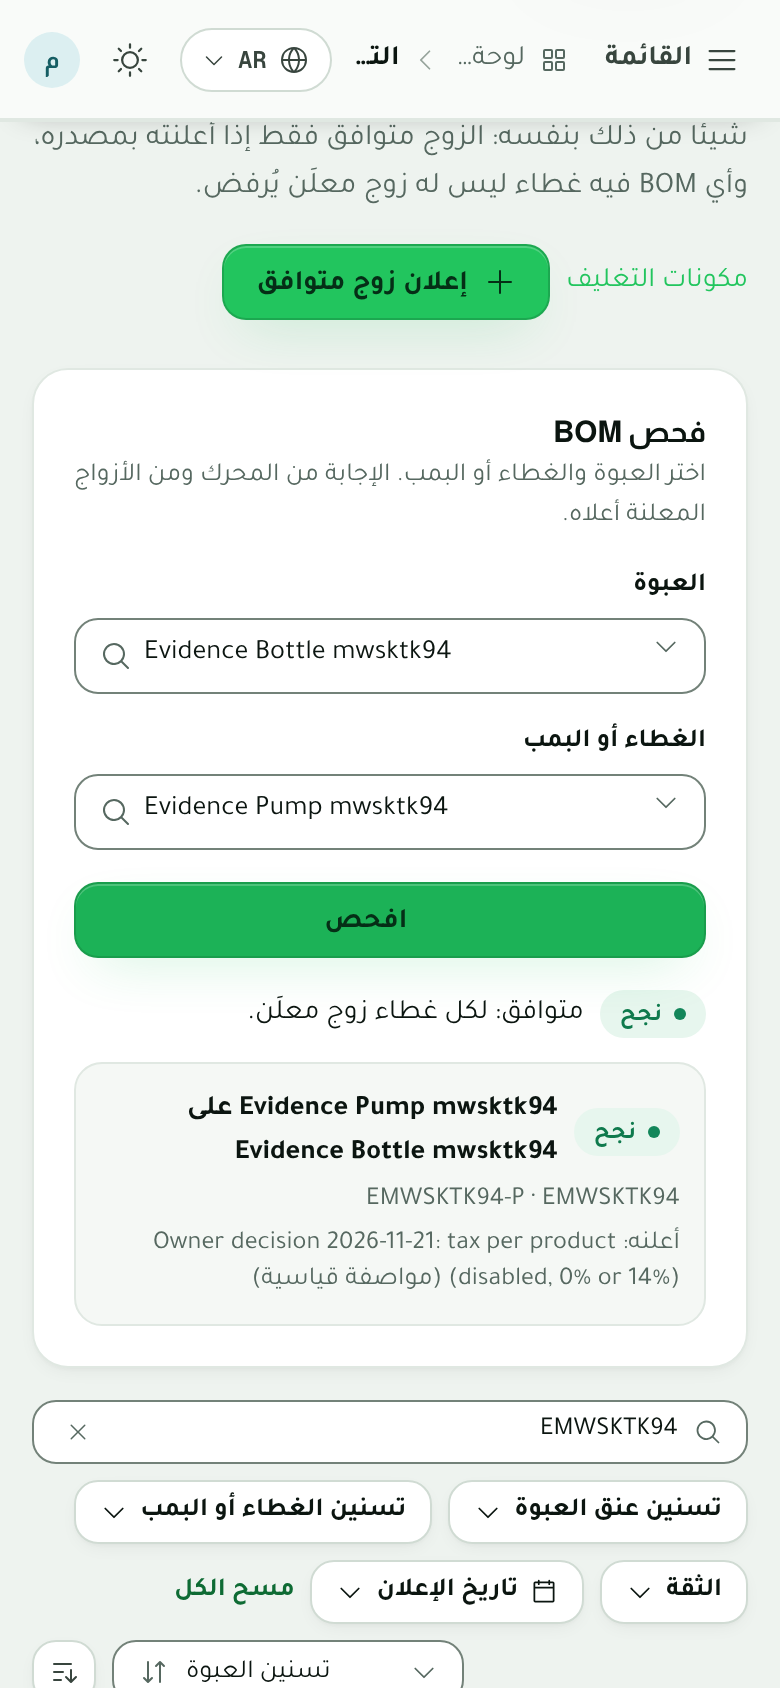 القائمة
لوحة...
التـ...
AR
م
شيئًا من ذلك بنفسه: الزوج متوافق فقط إذا أعلنته بمصدره،
وأي BOM فيه غطاء ليس له زوج معلَن يُرفض.
مكونات التغليف
إعلان زوج متوافق
فحص BOM
اختر العبوة والغطاء أو البمب. الإجابة من المحرك ومن الأزواج
المعلنة أعلاه.
العبوة
Evidence Bottle mwsktk94
الغطاء أو البمب
Evidence Pump mwsktk94
افحص
نجح
متوافق: لكل غطاء زوج معلَن.
نجح
Evidence Pump mwsktk94 على
Evidence Bottle mwsktk94
EMWSKTK94-P · EMWSKTK94
أعلنه: Owner decision 2026-11-21: tax per product
(disabled, 0% or 14%) (مواصفة قياسية)
EMWSKTK94
تسنين عنق العبوة
تسنين الغطاء أو البمب
الثقة
تاريخ الإعلان
مسح الكل
تسنين العبوة